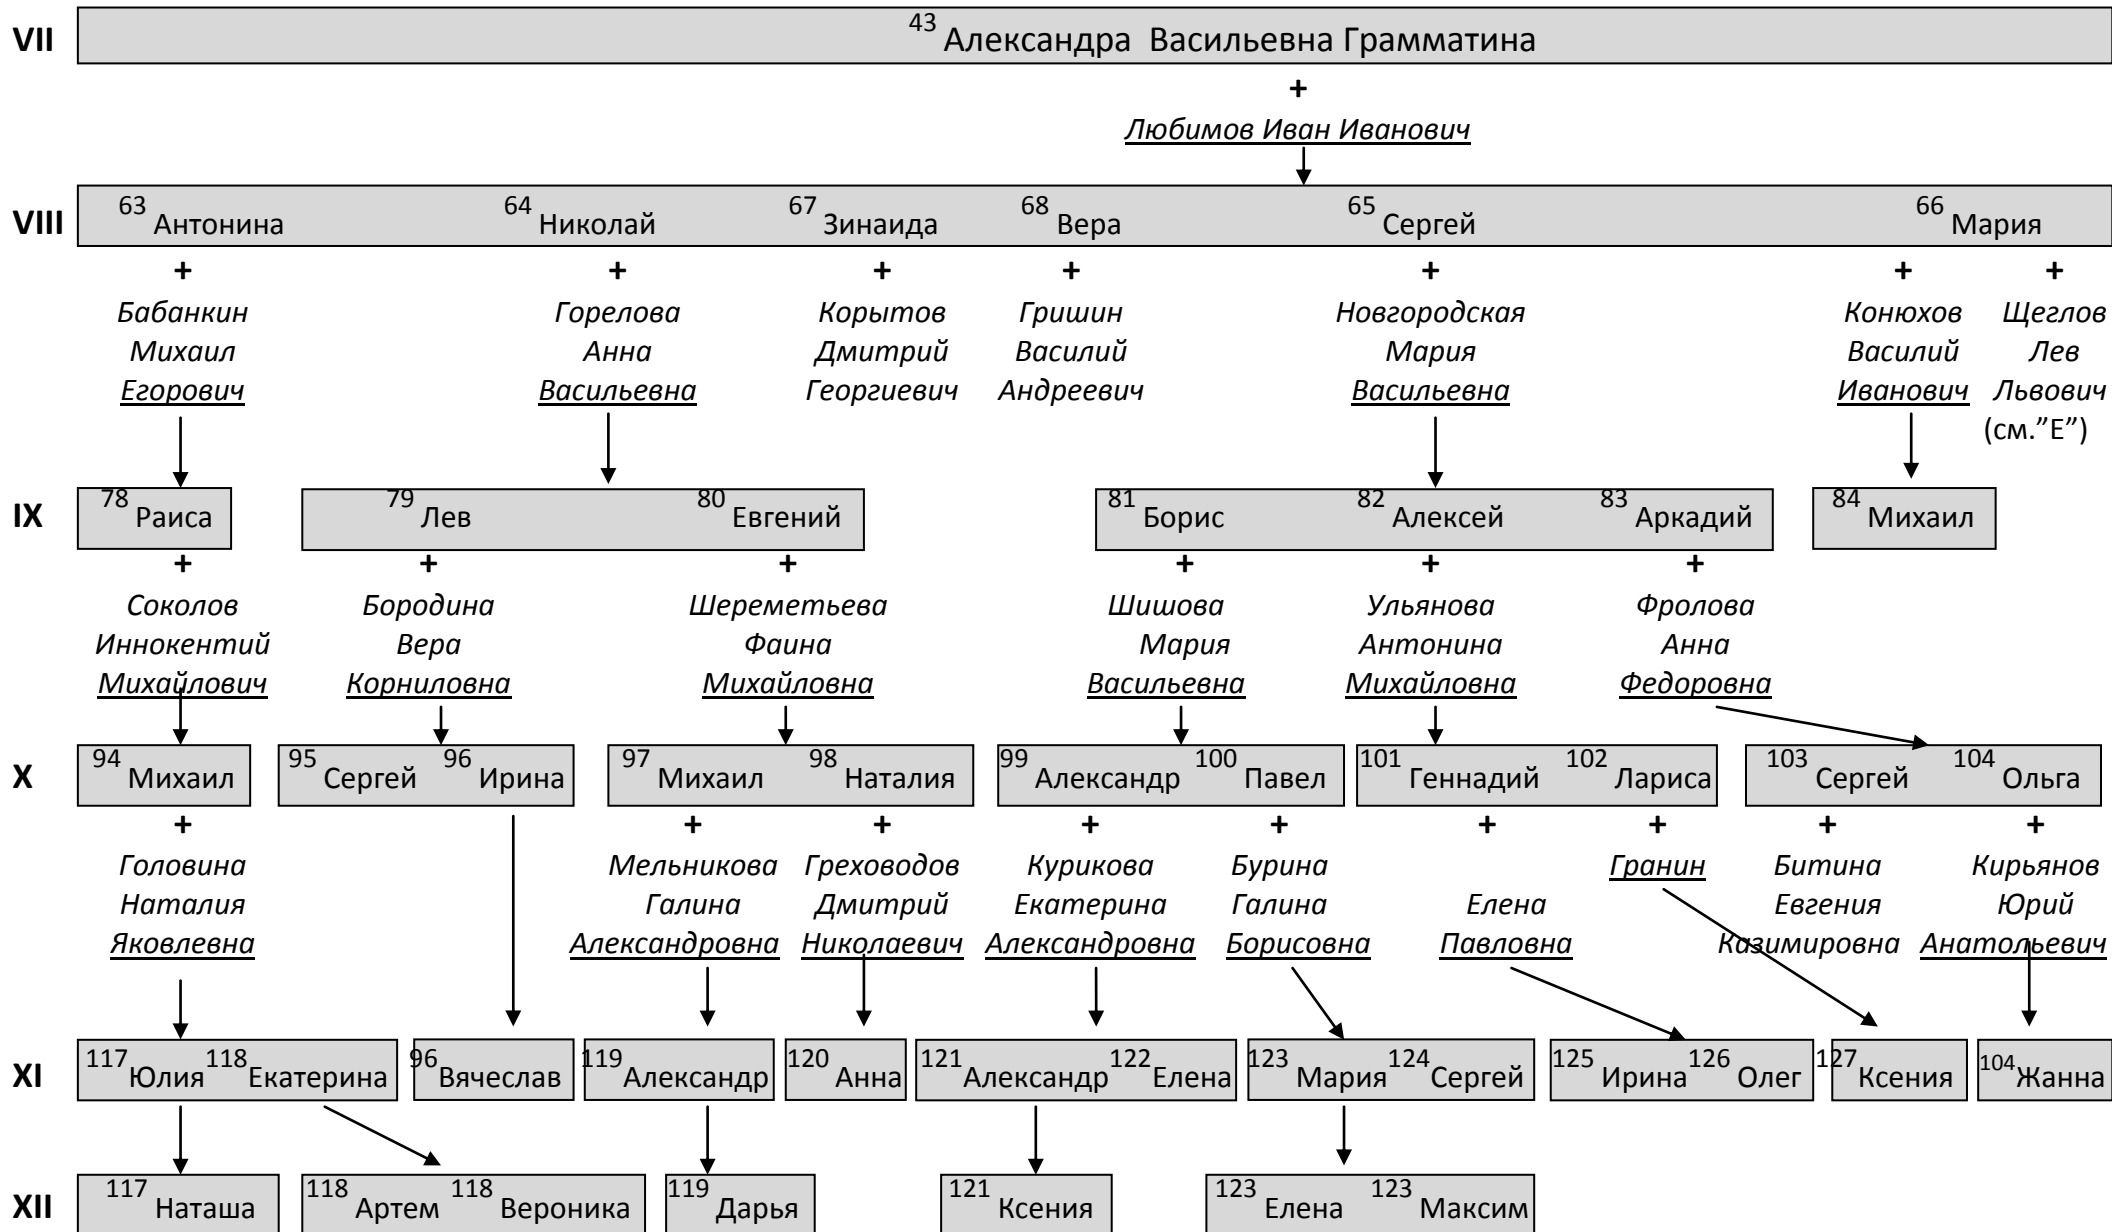 VII 43 Александра Васильевна Грамматина
+
Любимов Иван Иванович
VIII 63 Антонина 64 Николай 67 Зинаида 68 Вера 65 Сергей 66 Мария
+ + + + + + +
Бабанкин Горелова Корытов Гришин Новгородская Конюхов Щеглов
Михаил Анна Дмитрий Василий Мария Василий Лев
Егорович Васильевна Георгиевич Андреевич Васильевна Иванович Львович
(см.”Е”)
IX 78 Раиса 79 Лев 80 Евгений 81 Борис 82 Алексей 83 Аркадий 84 Михаил
+ + + + + +
Соколов Бородина Шереметьева Шишова Ульянова Фролова
Иннокентий Вера Фаина Мария Антонина Анна
Михайлович Корниловна Михайловна Васильевна Михайловна Федоровна
X 94 Михаил 95 Сергей 96 Ирина 97 Михаил 98 Наталия 99 Александр 100 Павел 101 Геннадий 102 Лариса 103 Сергей 104 Ольга
+ + + + + + + + +
Головина Мельникова Греховодов Курикова Бурина Гранин Битина Кирьянов
Наталия Галина Дмитрий Екатерина Галина Елена Евгения Юрий
Яковлевна Александровна Николаевич Александровна Борисовна Павловна Казимировна Анатольевич
XI 117 Юлия 118 Екатерина 96 Вячеслав 119 Александр 120 Анна 121 Александр 122 Елена 123 Мария 124 Сергей 125 Ирина 126 Олег 127 Ксения 104 Жанна
XII 117 Наташа 118 Артем 118 Вероника 119 Дарья 121 Ксения 123 Елена 123 Максим